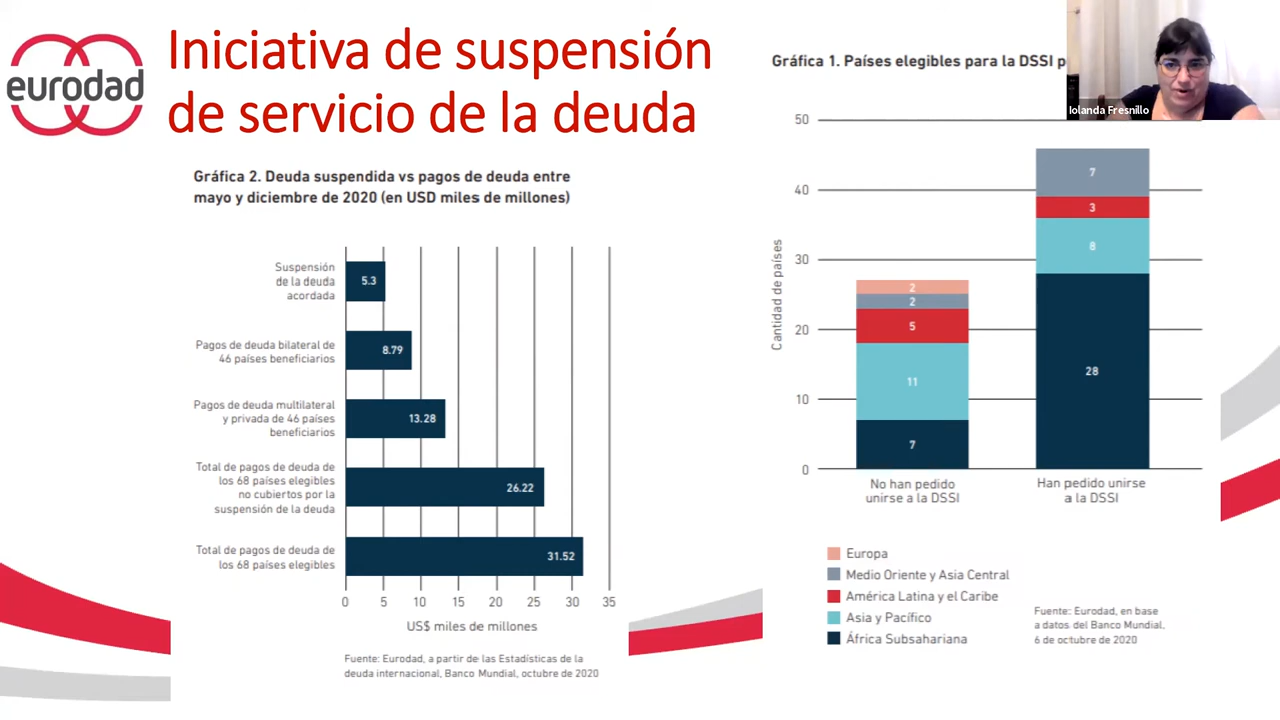 eurodad
Iniciativa de suspensión
de servicio de la deuda
Gráfica 2. Deuda suspendida vs pagos de deuda entre
mayo y diciembre de 2020 (en USD miles de millones)
Suspensión
de la deuda
acordada
5.3
Pagos de deuda bilateral de
46 países beneficiarios
8.79
Pagos de deuda multilateral
y privada de 46 países
beneficiarios
13.28
Total de pagos de deuda de
los 68 países elegibles
no cubiertos por la
suspensión de la deuda
26.22
Total de pagos de deuda de
los 68 países elegibles
31.52
0 5 10 15 20 25 30 35
US$ miles de millones
Fuente: Eurodad, a partir de las Estadísticas de la
deuda internacional, Banco Mundial, octubre de 2020
Gráfica 1. Países elegibles para la DSSI
Iolanda Fresnillo
Cantidad de países
50
40
30
20
10
0
2
2
5
11
7
7
3
8
28
No han pedido
unirse a la DSSI
Han pedido unirse
a la DSSI
Europa
Medio Oriente y Asia Central
América Latina y el Caribe
Asia y Pacífico
África Subsahariana
Fuente: Eurodad, en base
a datos del Banco Mundial,
6 de octubre de 2020